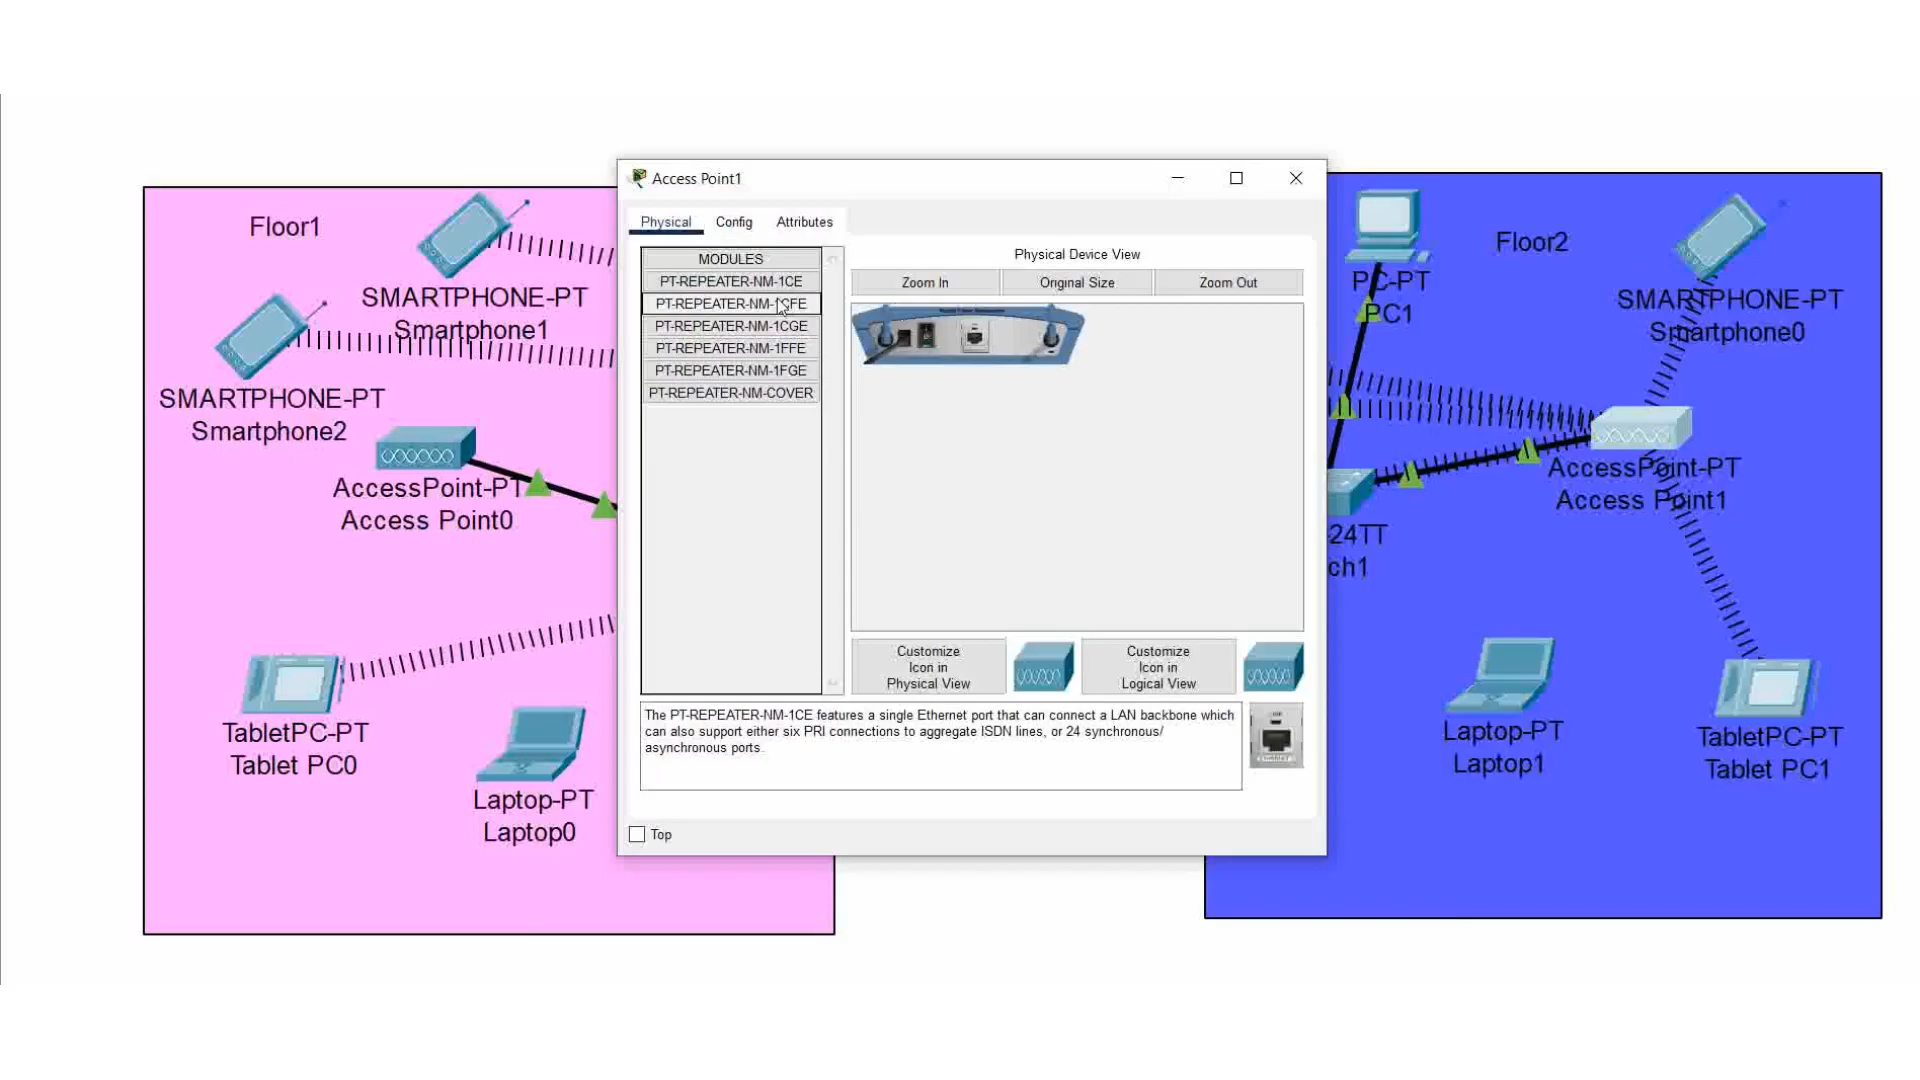 Access Point1
Physical
Config
Attributes
MODULES
PT-REPEATER-NM-1CE
PT-REPEATER-NM-1CFE
PT-REPEATER-NM-1CGE
PT-REPEATER-NM-1FFE
PT-REPEATER-NM-1FGE
PT-REPEATER-NM-COVER
Physical Device View
Zoom In
Original Size
Zoom Out
Customize
Icon in
Physical View
Customize
Icon in
Logical View
The PT-REPEATER-NM-1CE features a single Ethernet port that can connect a LAN backbone which
can also support either six PRI connections to aggregate ISDN lines, or 24 synchronous/
asynchronous ports.
Top
Floor1
SMARTPHONE-PT
Smartphone1
SMARTPHONE-PT
Smartphone2
AccessPoint-PT
Access Point0
TabletPC-PT
Tablet PC0
Laptop-PT
Laptop0
Floor2
PC-PT
PC1
SMARTPHONE-PT
Smartphone0
AccessPoint-PT
Access Point1
-24TT
ch1
Laptop-PT
Laptop1
TabletPC-PT
Tablet PC1